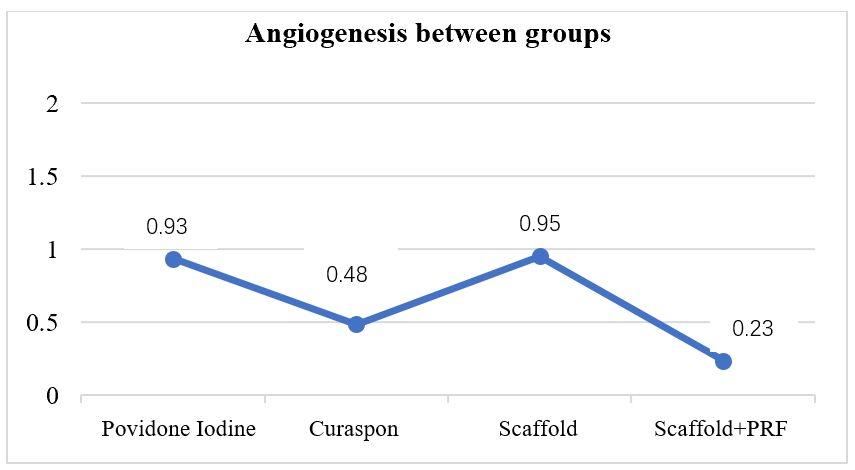 Angiogenesis between groups
2
1.5
1
0.5
0
0.93
0.48
0.95
0.23
Povidone Iodine
Curaspon
Scaffold
Scaffold+PRF